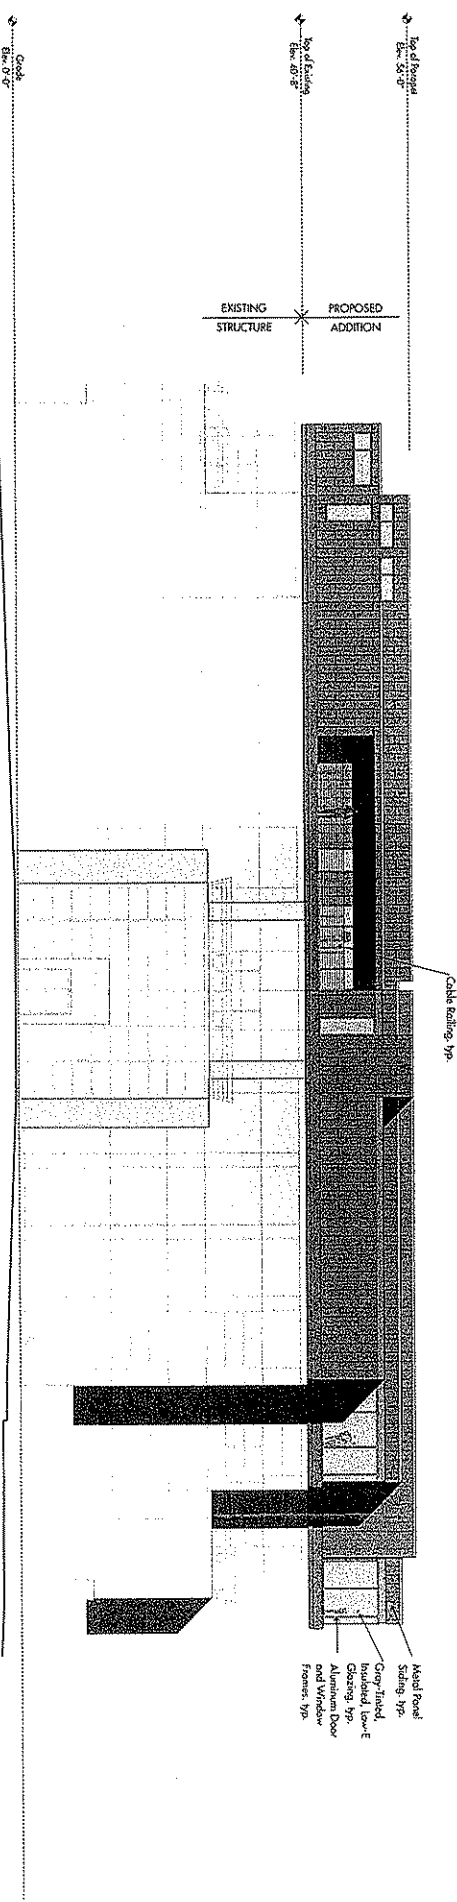 Top of Parapet
Elev. 56'-0"
Top of Existing
Elev. 40'-8"
Grade
Elev. 0'-0"
PROPOSED
ADDITION
EXISTING
STRUCTURE
Cable Railing, typ.
Metal Panel
Siding, typ.
Gray-Tinted,
Insulated, Low-E
Glazing, typ.
Aluminum Door
and Window
Frames, typ.